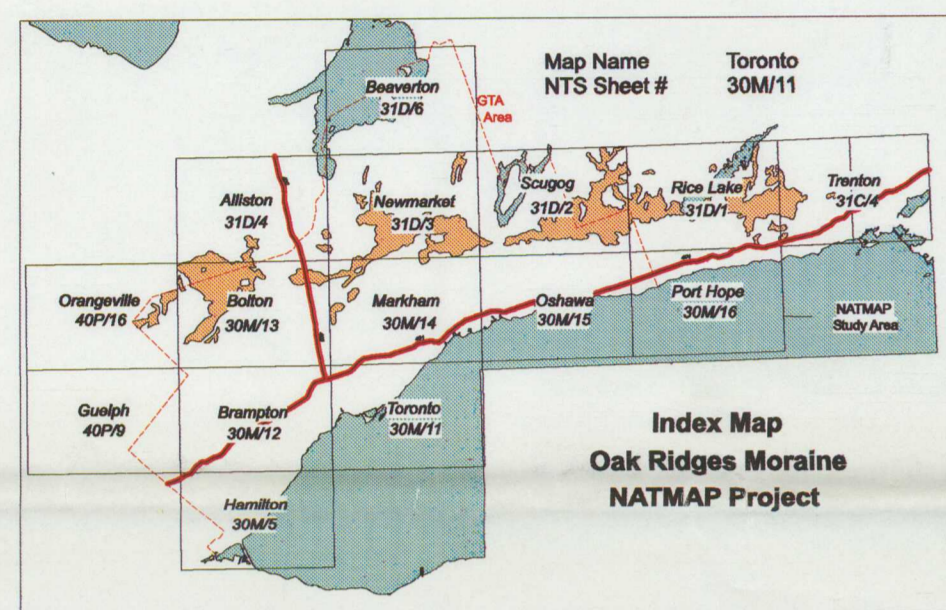 Map Name Toronto
NTS Sheet # 30M/11
Beaverton
31D/6
GTA
Area
Alliston
31D/4
Newmarket
31D/3
Scugog
31D/2
Rice Lake
31D/1
Trenton
31C/4
Orangeville
40P/16
Bolton
30M/13
Markham
30M/14
Oshawa
30M/15
Port Hope
30M/16
NATMAP
Study Area
Guelph
40P/9
Brampton
30M/12
Toronto
30M/11
Hamilton
30M/5
Index Map
Oak Ridges Moraine
NATMAP Project